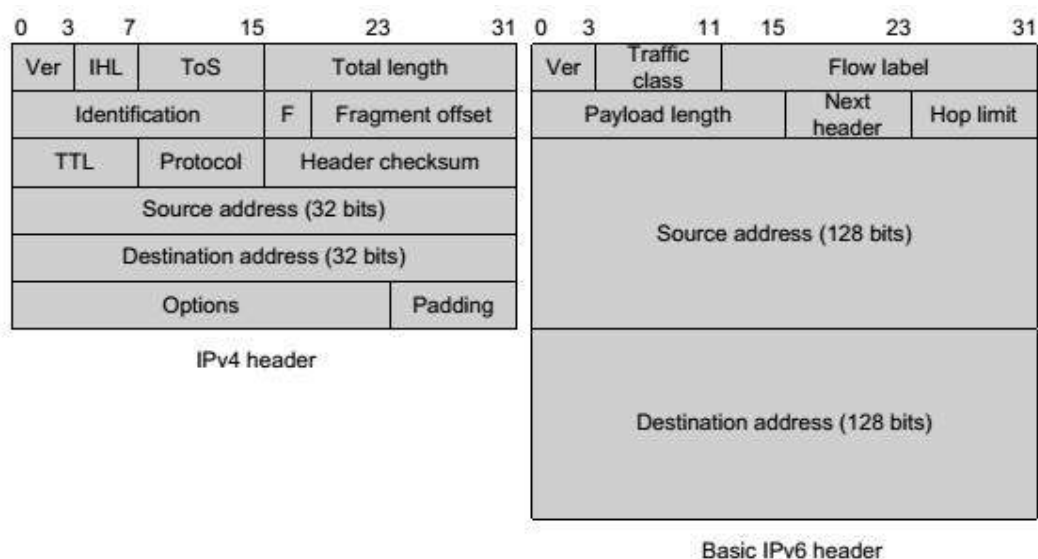 0 3 7 15 23 31
Ver IHL ToS Total length
Identification F Fragment offset
TTL Protocol Header checksum
Source address (32 bits)
Destination address (32 bits)
Options Padding
IPv4 header
0 3 11 15 23 31
Ver Traffic class Flow label
Payload length Next header Hop limit
Source address (128 bits)
Destination address (128 bits)
Basic IPv6 header